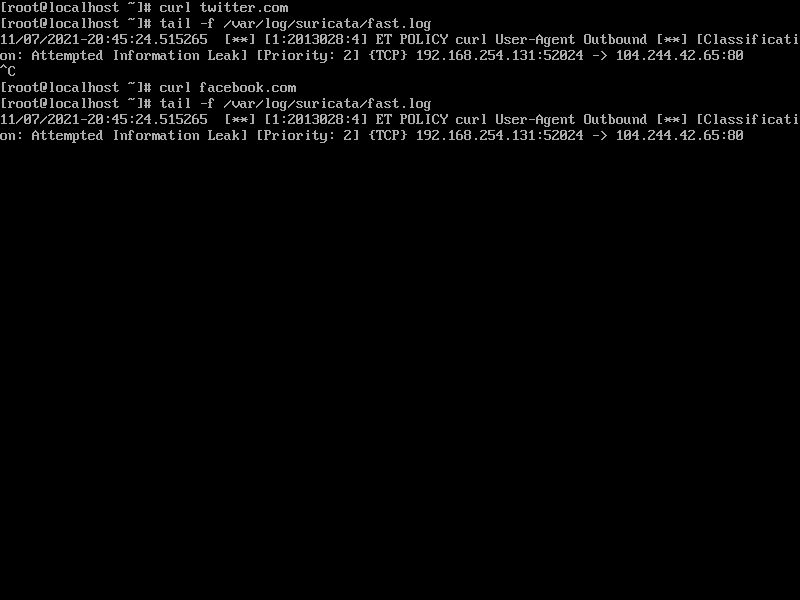 [root@localhost ~]# curl twitter.com
[root@localhost ~]# tail -f /var/log/suricata/fast.log
11/07/2021-20:45:24.515265  [**] [1:2013028:4] ET POLICY curl User-Agent Outbound [**] [Classificati
on: Attempted Information Leak] [Priority: 2] {TCP} 192.168.254.131:52024 -> 104.244.42.65:80
^C
[root@localhost ~]# curl facebook.com
[root@localhost ~]# tail -f /var/log/suricata/fast.log
11/07/2021-20:45:24.515265  [**] [1:2013028:4] ET POLICY curl User-Agent Outbound [**] [Classificati
on: Attempted Information Leak] [Priority: 2] {TCP} 192.168.254.131:52024 -> 104.244.42.65:80